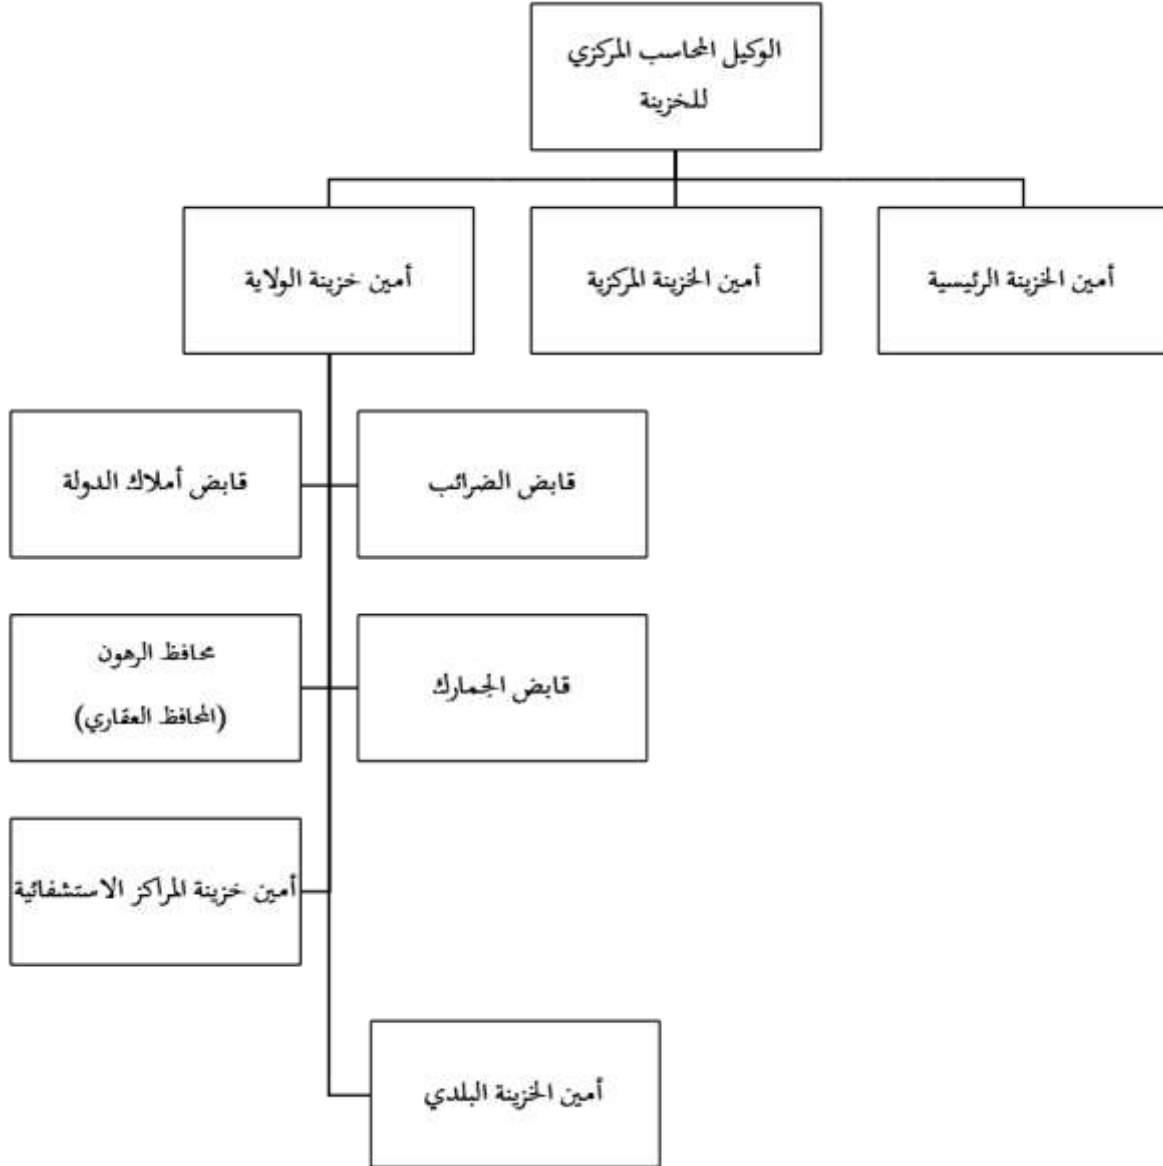 الوكيل المحاسب المركزي
للخزينة
أمين الخزينة الرئيسية
أمين الخزينة المركزية
أمين خزينة الولاية
قابض الضرائب
قابض أملاك الدولة
قابض الجمارك
محافظ الرهون
(المحافظ العقاري)
أمين خزينة المراكز الاستشفائية
أمين الخزينة البلدي